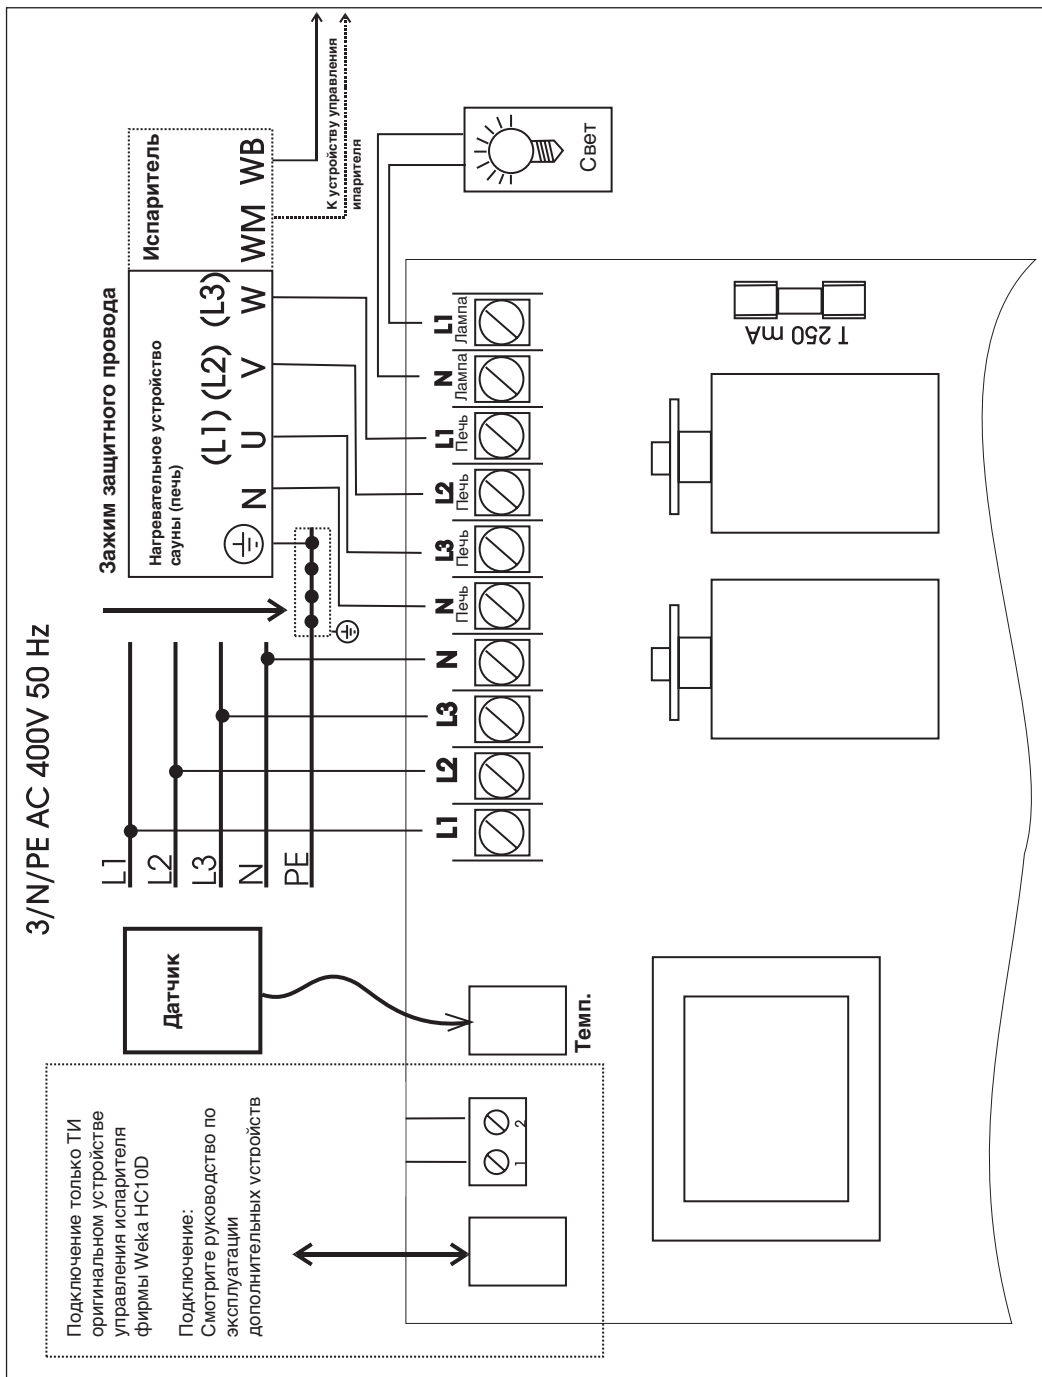 3/N/PE AC 400V 50 Hz
Подключение только ТИ
оригинальном устройстве
управления испарителя
фирмы Weka HC10D
Подключение:
Смотрите руководство по
эксплуатации
дополнительных устройств
Датчик
Темп.
1
2
L1
L2
L3
N
PE
Зажим защитного провода
Нагревательное устройство
сауны (печь)
(L1) (L2) (L3)
N U V W
Испаритель
WM WB
К устройству управления
ипарителя
Свет
L1
L2
L3
N
N
Печь
L3
Печь
L2
Печь
L1
Печь
N
Лампа
L1
Лампа
T 250 mA